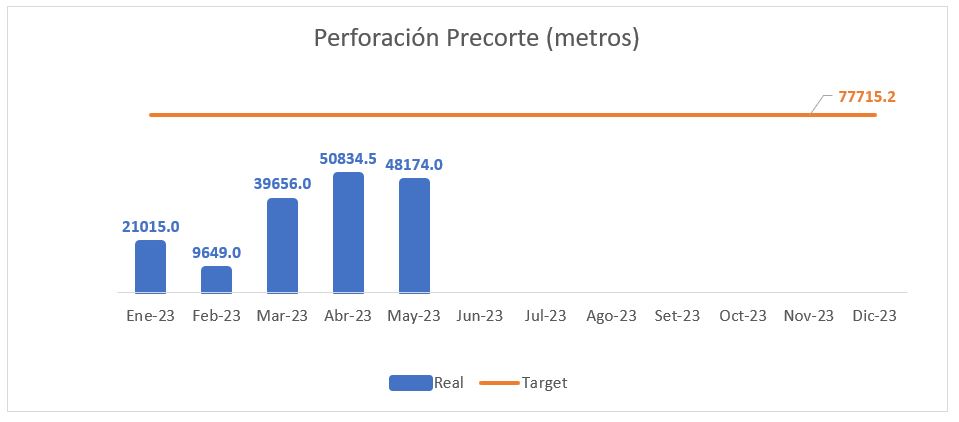 Perforación Precorte (metros)
77715.2
50834.5
48174.0
39656.0
21015.0
9649.0
Ene-23 Feb-23 Mar-23 Abr-23 May-23 Jun-23 Jul-23 Ago-23 Set-23 Oct-23 Nov-23 Dic-23
Real Target